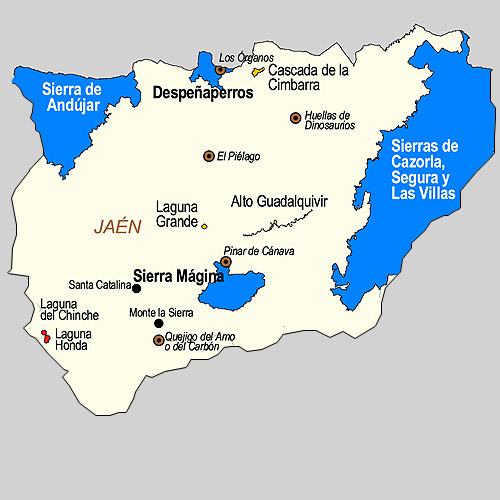 Los Órganos
Cascada de la
Cimbarra
Sierra de
Andújar
Despeñaperros
Huellas de
Dinosaurios
Sierras de
Cazorla,
Segura y
Las Villas
El Piélago
Laguna
Grande
Alto Guadalquivir
JAÉN
Pinar de Cánava
Sierra Mágina
Santa Catalina
Laguna
del Chinche
Monte la Sierra
Laguna
Honda
Quejigo del Amo
o del Carbón